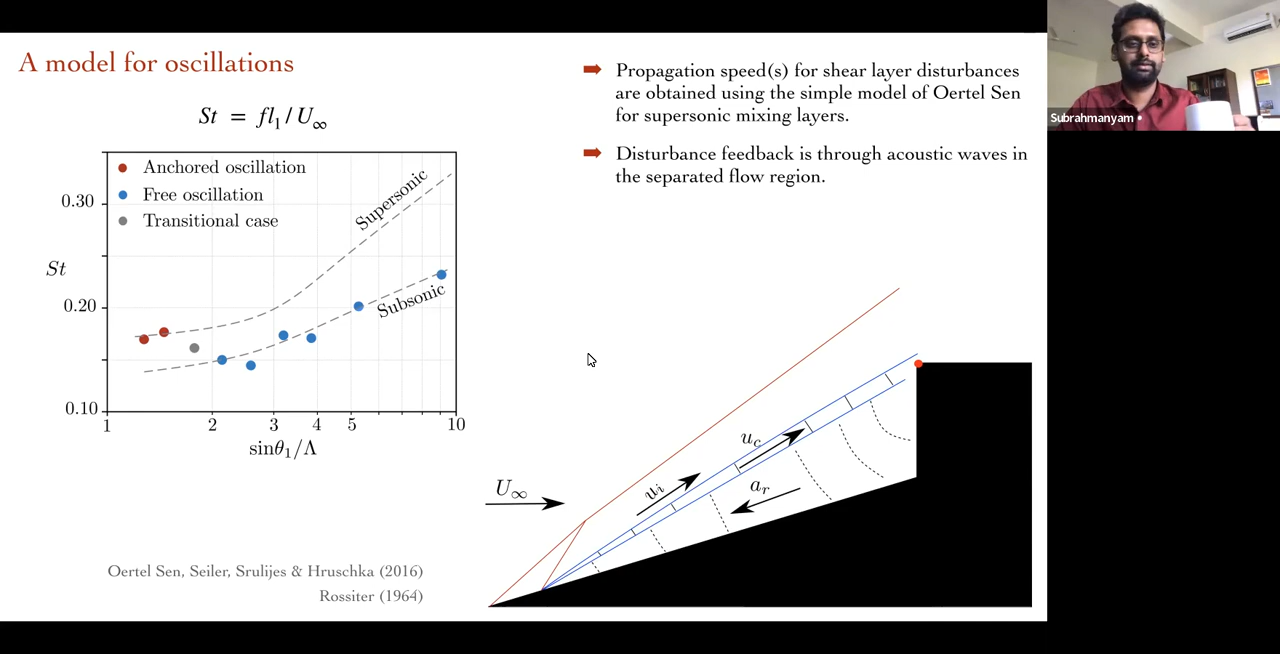 A model for oscillations
St = fl₁/U∞
Anchored oscillation
Free oscillation
Transitional case
Supersonic
Subsonic
0.30
0.20
0.10
St
1 2 3 4 5 10
sinθ₁/Λ
Oertel Sen, Seiler, Srulijes & Hruschka (2016)
Rossiter (1964)
Propagation speed(s) for shear layer disturbances
are obtained using the simple model of Oertel Sen
for supersonic mixing layers.
Disturbance feedback is through acoustic waves in
the separated flow region.
U∞
uᵢ
u_c
aᵣ
Subrahmanyam